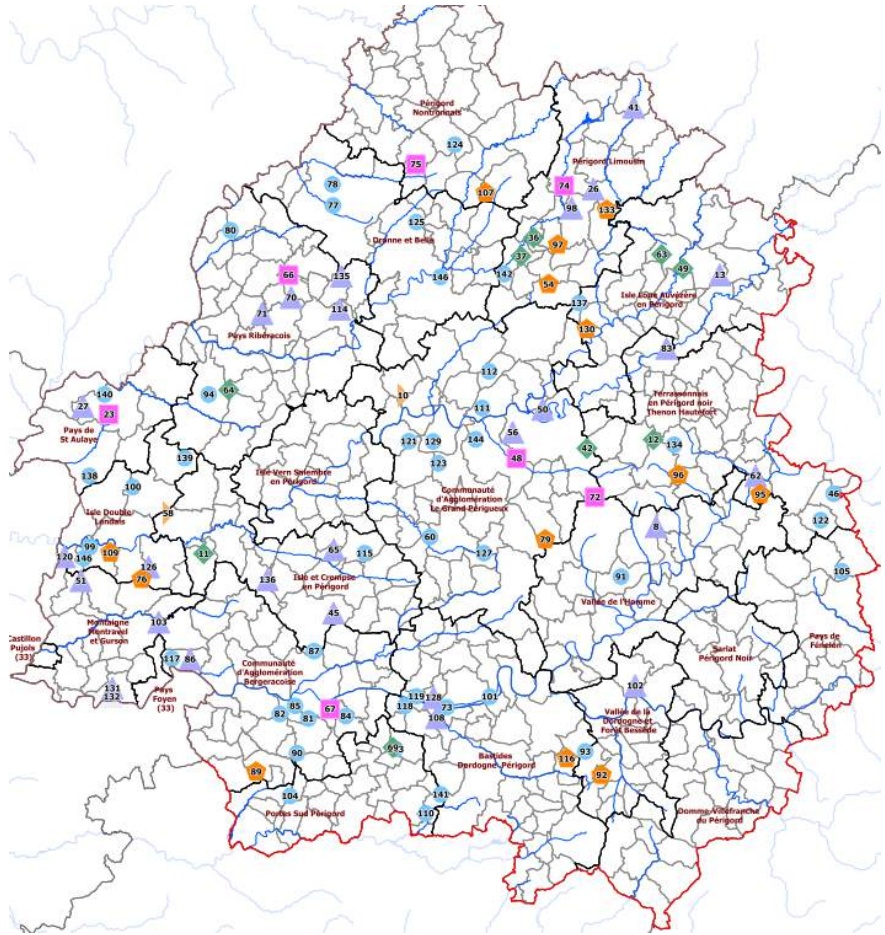 41
Périgord
Nontronnais
124
75
Périgord Limousin
74
26
78
107
98
133
77
125
80
36
97
Dronne et Belle
37
63
49
66
135
146
142
54
13
70
Isle Loue Auvézère
en Périgord
71
114
137
Pays Ribéracois
130
83
112
64
94
10
140
27
23
111
50
Terrassonnais
en Périgord noir
Thenon Hautefort
Pays de
St Aulaye
56
121
129
144
12
134
42
48
139
123
138
Isle Vern Salembre
en Périgord
96
62
100
72
95
46
Communauté
d'Agglomération
Le Grand Périgueux
58
122
Isle Double
Landais
8
60
79
99
109
11
65
115
127
120
146
126
105
76
51
136
91
Isle et Crempse
en Périgord
Vallée de l'Homme
45
103
Montaigne
Montravel
et Gurson
Castillon
Pujols
(33)
87
Sarlat
Périgord Noir
Pays de
Fénelon
117
86
Communauté
d'Agglomération
Bergeracoise
131
132
Pays
Foyen
(33)
102
119
128
101
85
67
118
73
82
81
84
108
Vallée de la
Dordogne et
Forêt Bessède
90
69
3
Bastides
Dordogne Périgord
116
93
89
92
104
141
110
Portes Sud Périgord
Domme-Villefranche
du Périgord